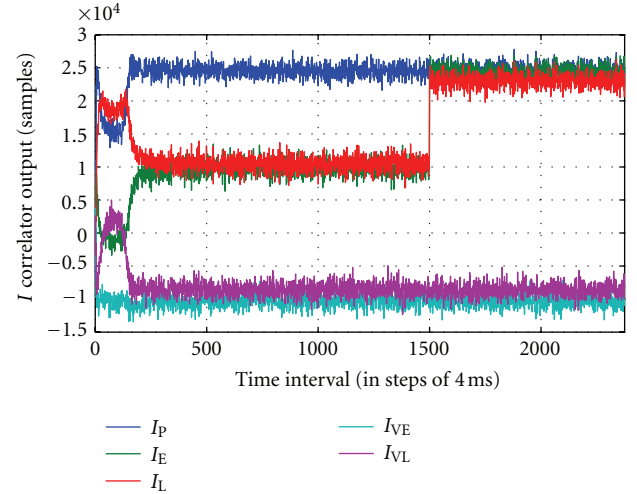 ×10⁴
3
2.5
2
1.5
1
0.5
0
−0.5
−1
−1.5
I correlator output (samples)
0 500 1000 1500 2000
Time interval (in steps of 4 ms)
I_P I_VE
I_E I_VL
I_L